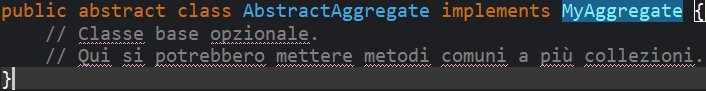 public abstract class AbstractAggregate implements MyAggregate {
// Classe base opzionale.
// Qui si potrebbero mettere metodi comuni a più collezioni.
}